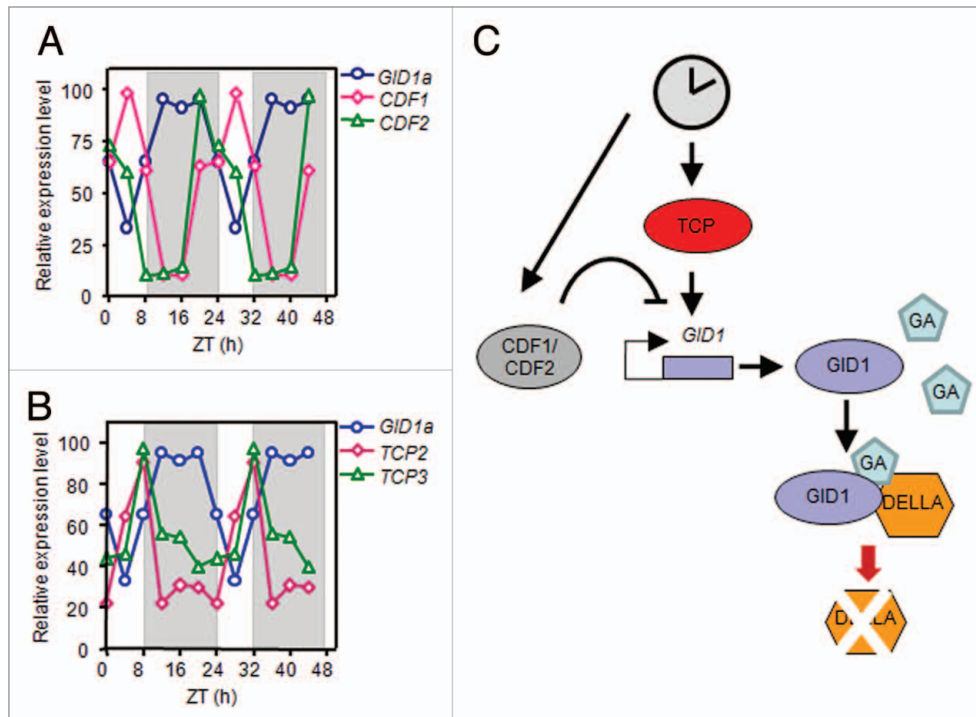 A
Relative expression level
100
75
50
25
0
0 8 16 24 32 40 48
ZT (h)
GID1a
CDF1
CDF2
B
Relative expression level
100
80
60
40
20
0
0 8 16 24 32 40 48
ZT (h)
GID1a
TCP2
TCP3
C
TCP
GID1
CDF1/
CDF2
GID1
GA
GA
GA
GID1
DELLA
DELLA